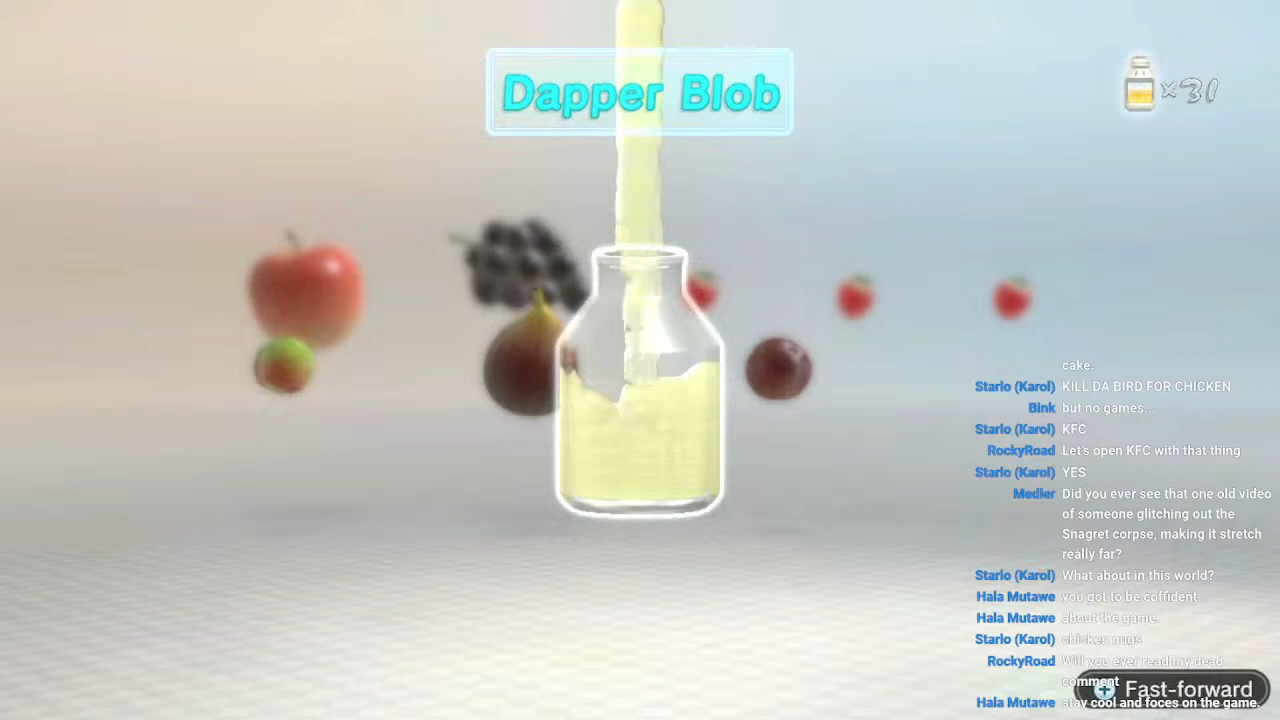 Dapper Blob
×31
cake.
Starlo (Karol) KILL DA BIRD FOR CHICKEN
Bink but no games...
Starlo (Karol) KFC
RockyRoad Let's open KFC with that thing
Starlo (Karol) YES
Medler Did you ever see that one old video
of someone glitching out the
Snagret corpse, making it stretch
really far?
Starlo (Karol) What about in this world?
Hala Mutawe you got to be coffident.
Hala Mutawe about the game.
Starlo (Karol) chicken nugs
RockyRoad Will you ever read my dead
comment
Fast-forward
Hala Mutawe stay cool and foces on the game.